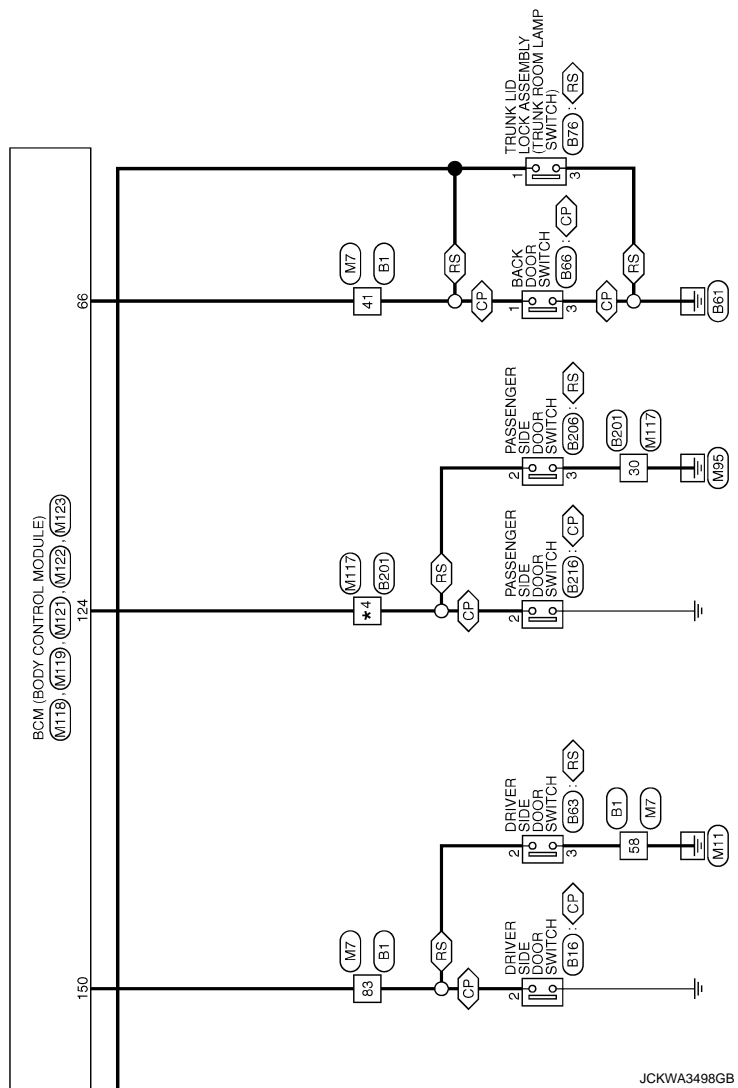 BCM (BODY CONTROL MODULE)
M118 , M119 , M121 , M122 , M123
150
124
66
M7
83
B1
RS
CP
DRIVER
SIDE
DOOR
SWITCH
B16 : CP
2
DRIVER
SIDE
DOOR
SWITCH
B63 : RS
2
3
B1
58
M7
M11
M117
★4
B201
RS
CP
PASSENGER
SIDE
DOOR
SWITCH
B216 : CP
2
PASSENGER
SIDE
DOOR
SWITCH
B206 : RS
2
3
B201
30
M117
M95
M7
41
B1
RS
CP
BACK
DOOR
SWITCH
B66 : CP
1
3
CP
RS
B61
TRUNK LID
LOCK ASSEMBLY
(TRUNK ROOM LAMP
SWITCH)
B76 : RS
1
3
JCKWA3498GB